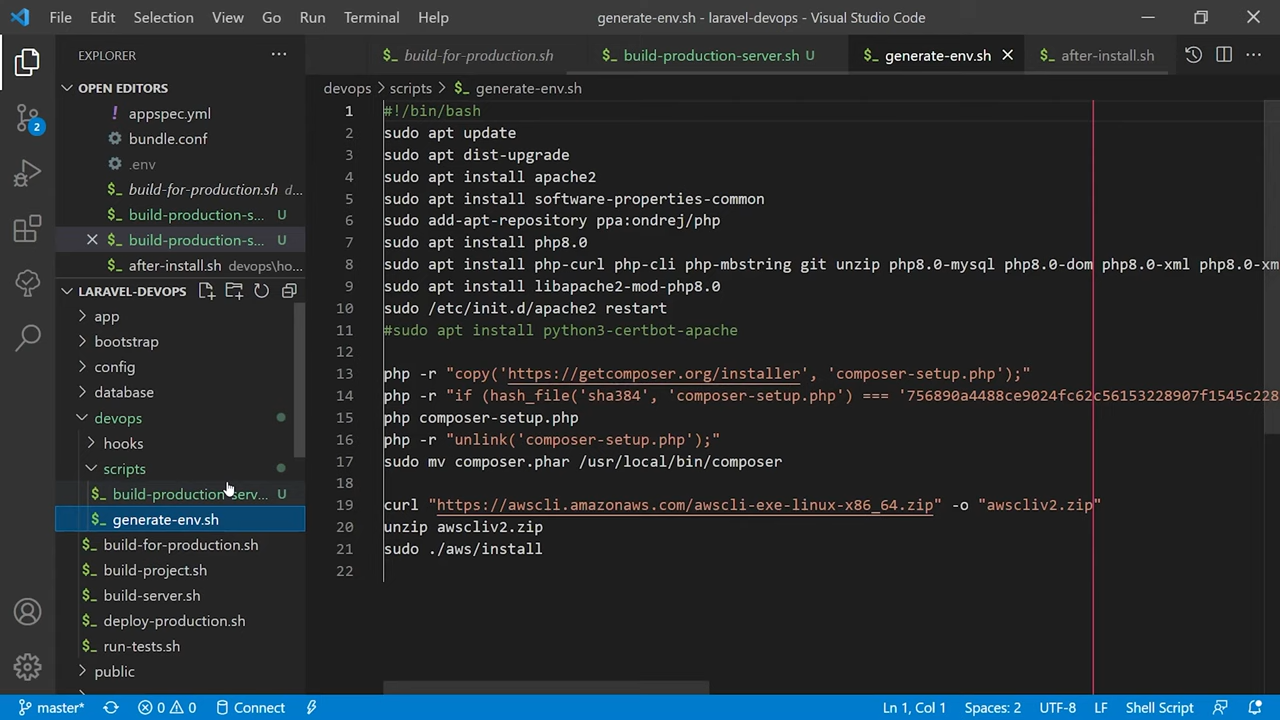 File Edit Selection View Go Run Terminal Help
generate-env.sh - laravel-devops - Visual Studio Code
EXPLORER
build-for-production.sh
build-production-server.sh U
generate-env.sh
after-install.sh
OPEN EDITORS
devops > scripts > $_ generate-env.sh
! appspec.yml
bundle.conf
.env
$_ build-for-production.sh d...
$_ build-production-s... U
$_ build-production-s... U
$_ after-install.sh devops\ho...
LARAVEL-DEVOPS
app
bootstrap
config
database
devops
hooks
scripts
$_ build-production-serv... U
$_ generate-env.sh
$_ build-for-production.sh
$_ build-project.sh
$_ build-server.sh
$_ deploy-production.sh
$_ run-tests.sh
public
2
1 #!/bin/bash
2 sudo apt update
3 sudo apt dist-upgrade
4 sudo apt install apache2
5 sudo apt install software-properties-common
6 sudo add-apt-repository ppa:ondrej/php
7 sudo apt install php8.0
8 sudo apt install php-curl php-cli php-mbstring git unzip php8.0-mysql php8.0-dom php8.0-xml php8.0-xm
9 sudo apt install libapache2-mod-php8.0
10 sudo /etc/init.d/apache2 restart
11 #sudo apt install python3-certbot-apache
12
13 php -r "copy('https://getcomposer.org/installer', 'composer-setup.php');"
14 php -r "if (hash_file('sha384', 'composer-setup.php') === '756890a4488ce9024fc62c56153228907f1545c228
15 php composer-setup.php
16 php -r "unlink('composer-setup.php');"
17 sudo mv composer.phar /usr/local/bin/composer
18
19 curl "https://awscli.amazonaws.com/awscli-exe-linux-x86_64.zip" -o "awscliv2.zip"
20 unzip awscliv2.zip
21 sudo ./aws/install
22
master* 0 0 Connect
Ln 1, Col 1 Spaces: 2 UTF-8 LF Shell Script